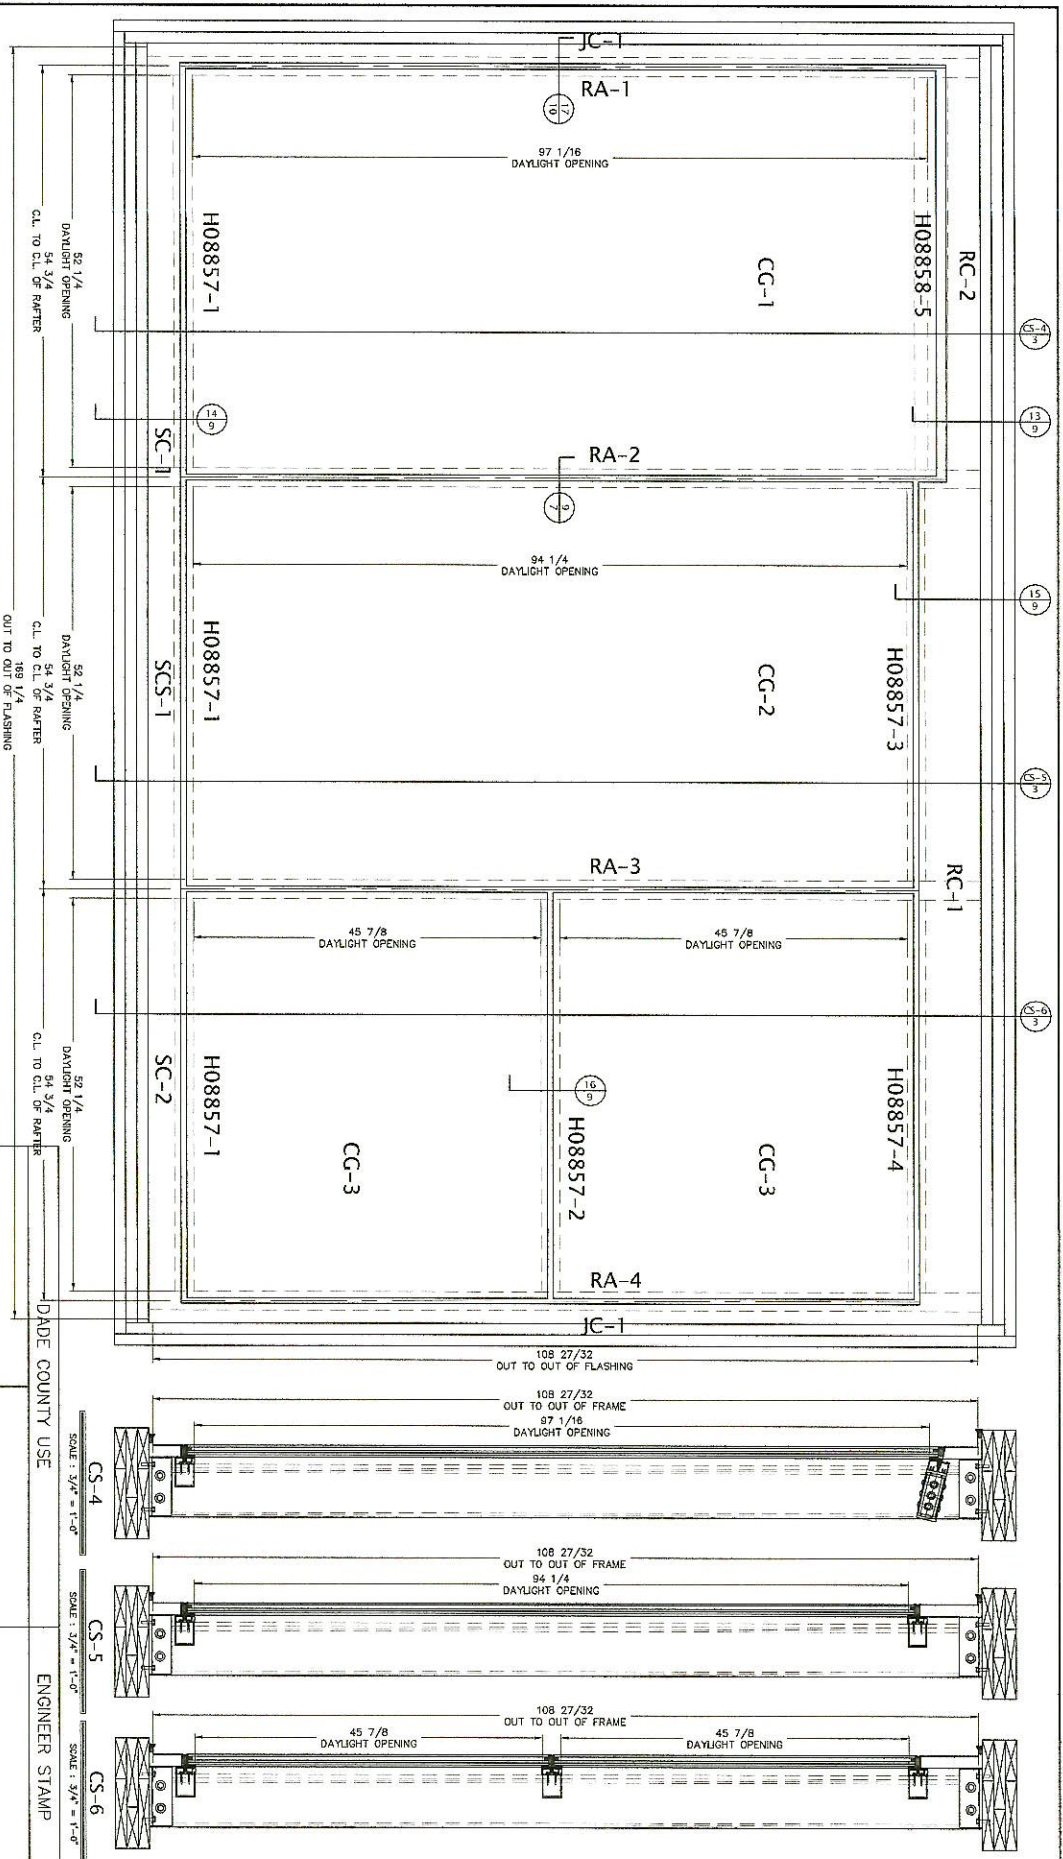 JC-1
RA-1
17
10
97 1/16
DAYLIGHT OPENING
H08857-1
CG-1
H08858-5
RC-2
CS-4
3
13
9
14
9
SC-1
RA-2
9
7
52 1/4
DAYLIGHT OPENING
54 3/4
C.L. TO C.L. OF RAFTER
94 1/4
DAYLIGHT OPENING
15
9
H08857-1
SCS-1
CG-2
H08857-3
CS-5
3
RA-3
RC-1
52 1/4
DAYLIGHT OPENING
54 3/4
C.L. TO C.L. OF RAFTER
169 1/4
OUT TO OUT OF FLASHING
45 7/8
DAYLIGHT OPENING
45 7/8
DAYLIGHT OPENING
CS-6
3
16
9
SC-2
H08857-1
CG-3
H08857-2
CG-3
H08857-4
RA-4
JC-1
52 1/4
DAYLIGHT OPENING
54 3/4
C.L. TO C.L. OF RAFTER
108 27/32
OUT TO OUT OF FLASHING
108 27/32
OUT TO OUT OF FRAME
97 1/16
DAYLIGHT OPENING
CS-4
SCALE : 3/4" = 1'-0"
108 27/32
OUT TO OUT OF FRAME
94 1/4
DAYLIGHT OPENING
CS-5
SCALE : 3/4" = 1'-0"
108 27/32
OUT TO OUT OF FRAME
45 7/8
DAYLIGHT OPENING
45 7/8
DAYLIGHT OPENING
CS-6
SCALE : 3/4" = 1'-0"
DADE COUNTY USE
ENGINEER STAMP